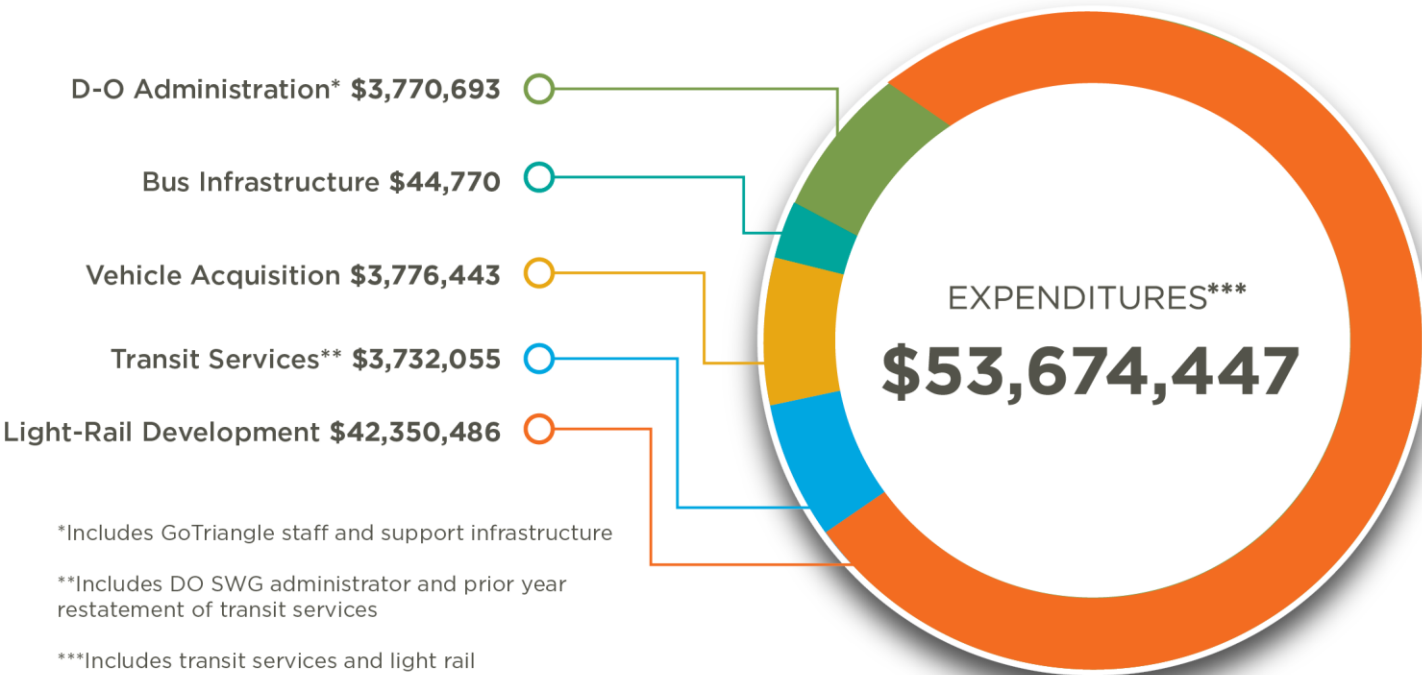 D-O Administration* $3,770,693
Bus Infrastructure $44,770
Vehicle Acquisition $3,776,443
Transit Services** $3,732,055
Light-Rail Development $42,350,486
*Includes GoTriangle staff and support infrastructure
**Includes DO SWG administrator and prior year
restatement of transit services
***Includes transit services and light rail
EXPENDITURES***
$53,674,447